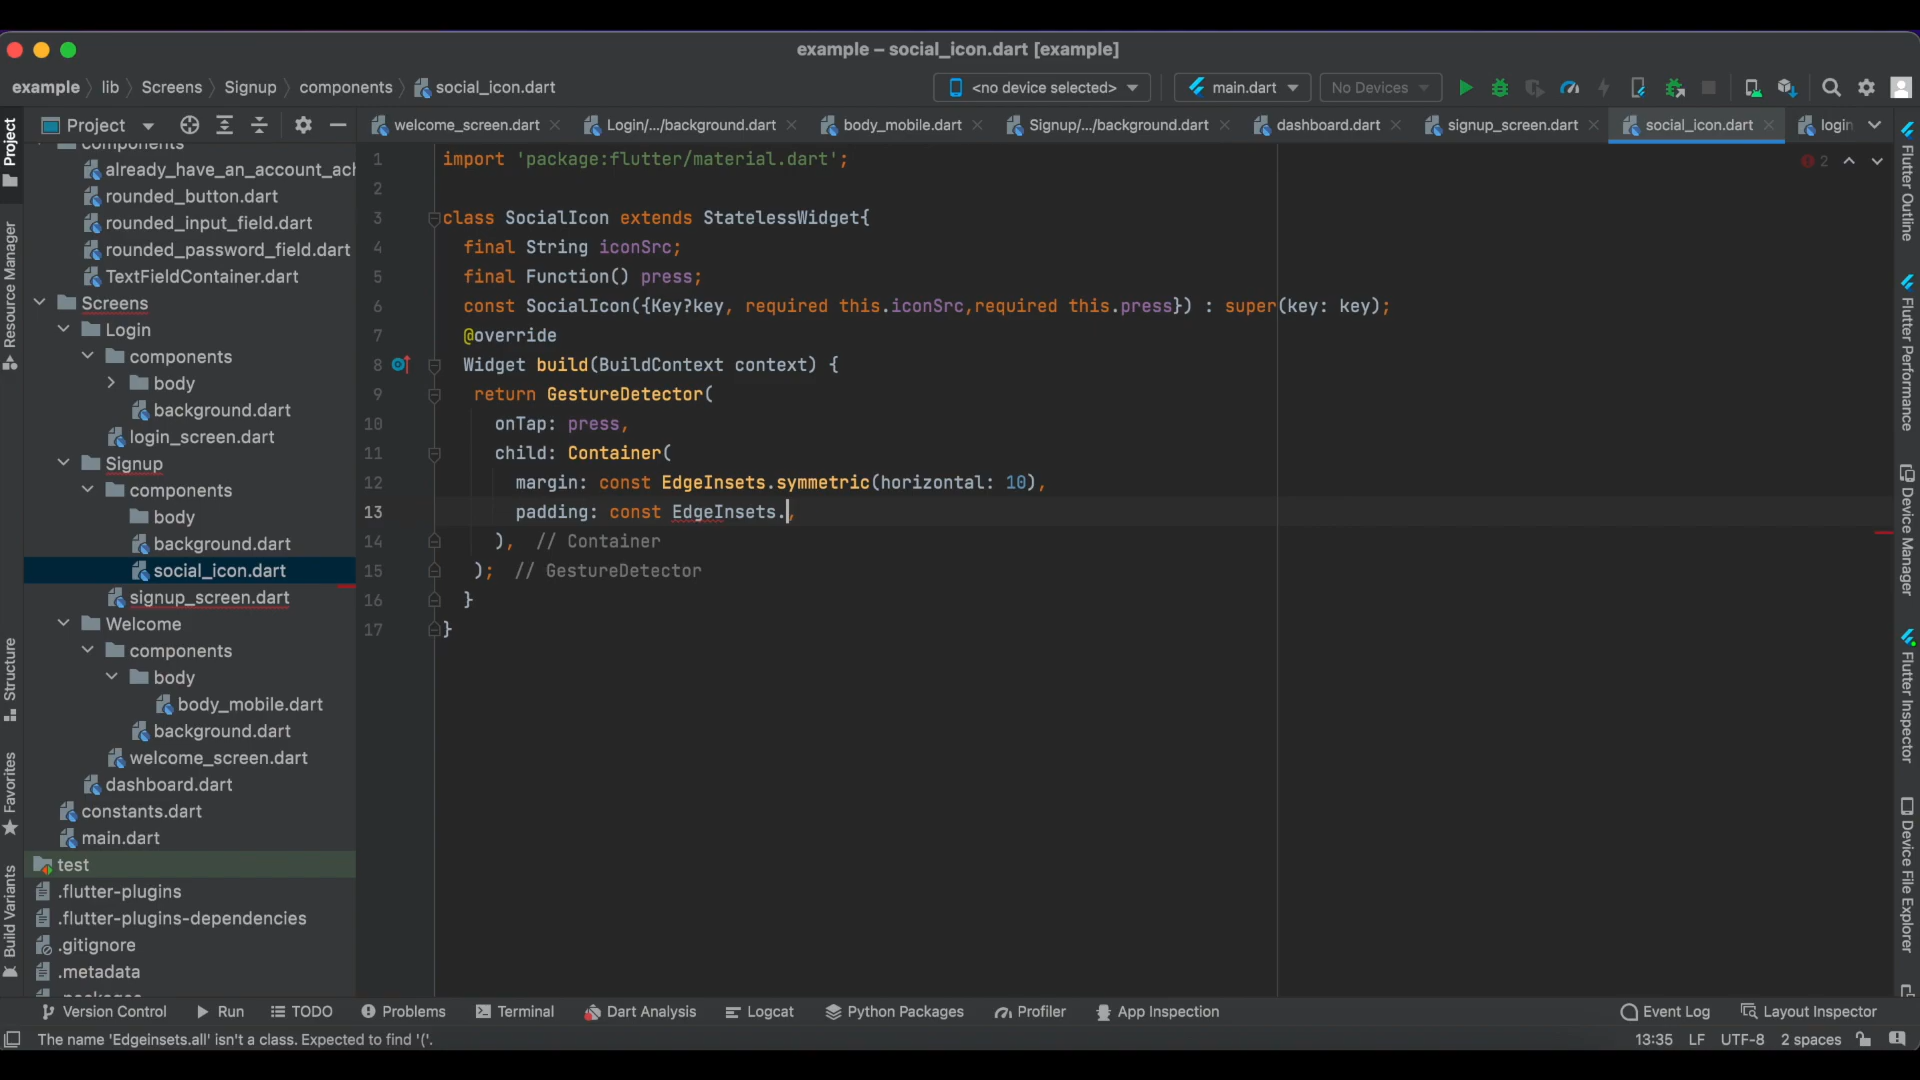 example – social_icon.dart [example]
example lib Screens Signup components social_icon.dart
<no device selected> main.dart No Devices
Project
welcome_screen.dart Login/.../background.dart body_mobile.dart Signup/.../background.dart dashboard.dart signup_screen.dart social_icon.dart login
components
already_have_an_account_acl
rounded_button.dart
rounded_input_field.dart
rounded_password_field.dart
TextFieldContainer.dart
Screens
Login
components
body
background.dart
login_screen.dart
Signup
components
body
background.dart
social_icon.dart
signup_screen.dart
Welcome
components
body
body_mobile.dart
background.dart
welcome_screen.dart
dashboard.dart
constants.dart
main.dart
test
.flutter-plugins
.flutter-plugins-dependencies
.gitignore
.metadata
1 import 'package:flutter/material.dart';
2
3 class SocialIcon extends StatelessWidget{
4 final String iconSrc;
5 final Function() press;
6 const SocialIcon({Key?key, required this.iconSrc,required this.press}) : super(key: key);
7 @override
8 Widget build(BuildContext context) {
9 return GestureDetector(
10 onTap: press,
11 child: Container(
12 margin: const EdgeInsets.symmetric(horizontal: 10),
13 padding: const EdgeInsets.,
14 ), // Container
15 ); // GestureDetector
16 }
17 }
2
Project
Resource Manager
Structure
Favorites
Build Variants
Flutter Outline
Flutter Performance
Device Manager
Flutter Inspector
Device File Explorer
Version Control Run TODO Problems Terminal Dart Analysis Logcat Python Packages Profiler App Inspection Event Log Layout Inspector
The name 'Edgeinsets.all' isn't a class. Expected to find '('. 13:35 LF UTF-8 2 spaces